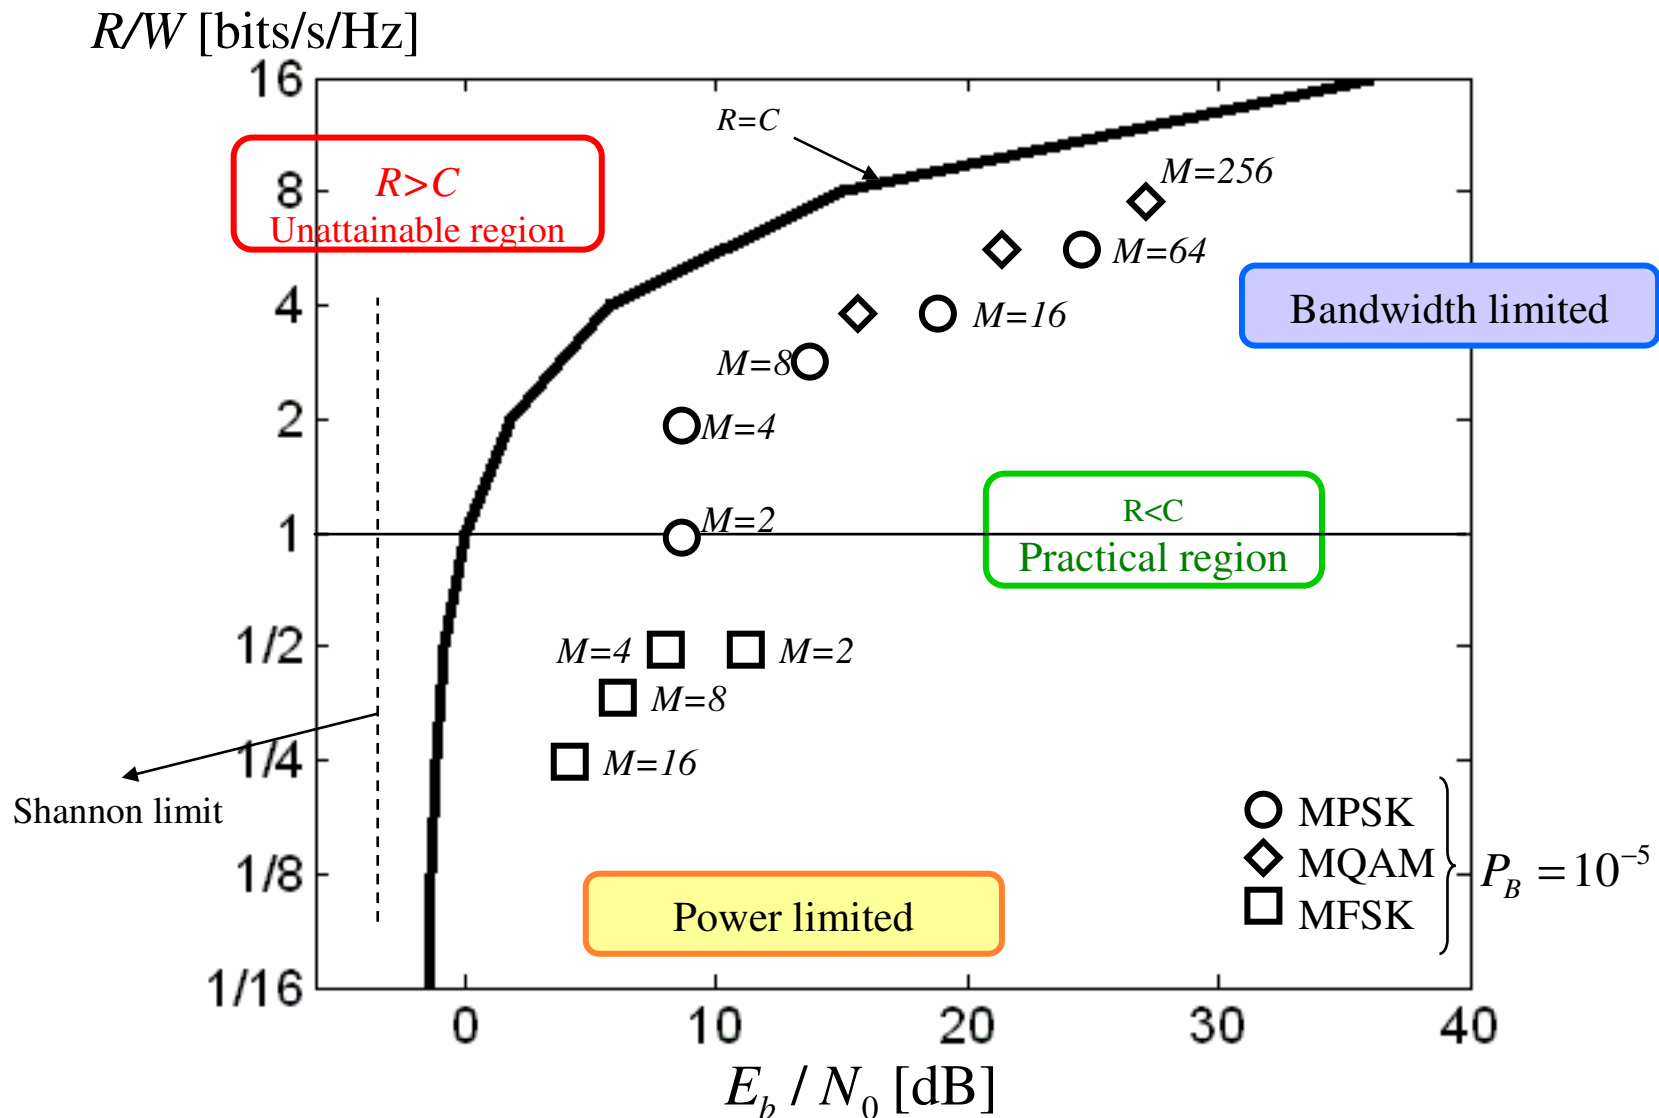 R/W [bits/s/Hz]
16
R=C
R>C
Unattainable region
8
M=256
M=64
4
M=16
Bandwidth limited
M=8
2
M=4
M=2
1
R<C
Practical region
1/2
M=4
M=2
M=8
1/4
M=16
Shannon limit
MPSK
1/8
MQAM
P_B = 10^{-5}
Power limited
MFSK
1/16
0 10 20 30 40
E_b / N_0 [dB]